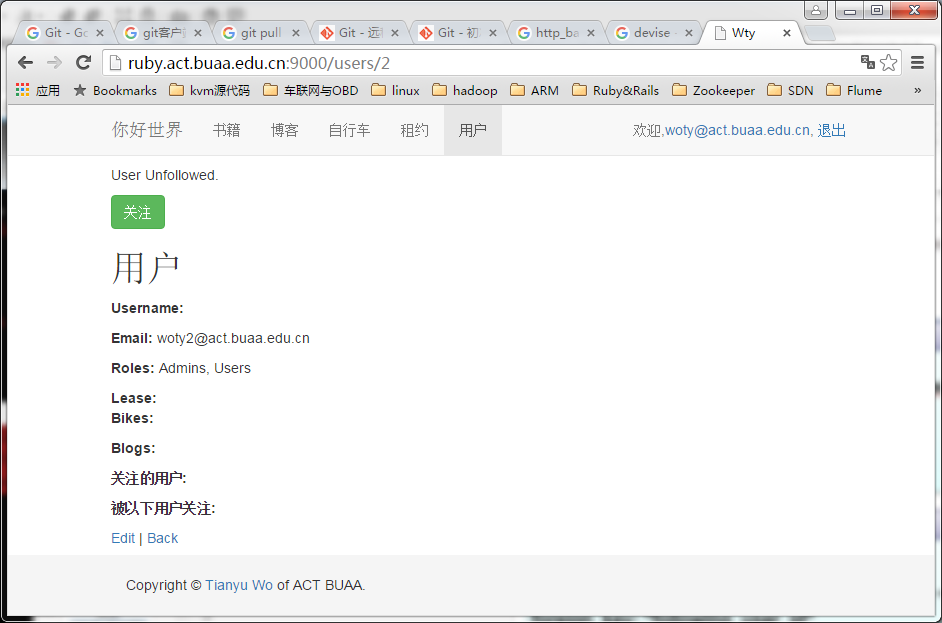 Git - Go
git客户
git pull
Git - 远
Git - 初
http_ba
devise -
Wty
ruby.act.buaa.edu.cn:9000/users/2
应用 Bookmarks kvm源代码 车联网与OBD linux hadoop ARM Ruby&Rails Zookeeper SDN Flume »
你好世界 书籍 博客 自行车 租约 用户 欢迎,woty@act.buaa.edu.cn, 退出
User Unfollowed.
关注
用户
Username:
Email: woty2@act.buaa.edu.cn
Roles: Admins, Users
Lease:
Bikes:
Blogs:
关注的用户:
被以下用户关注:
Edit | Back
Copyright © Tianyu Wo of ACT BUAA.